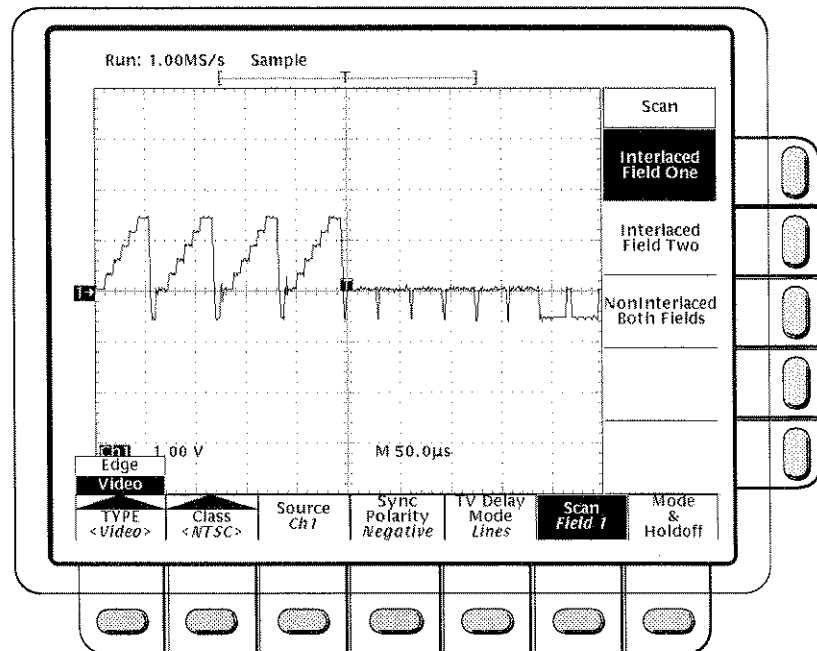 Run: 1.00MS/s Sample
[ T ]
Scan
Interlaced
Field One
Interlaced
Field Two
NonInterlaced
Both Fields
1→
T
Ch1 1.00 V M 50.0µs
Edge
Video
TYPE
<Video>
Class
<NTSC>
Source
Ch1
Sync
Polarity
Negative
TV Delay
Mode
Lines
Scan
Field 1
Mode
&
Holdoff